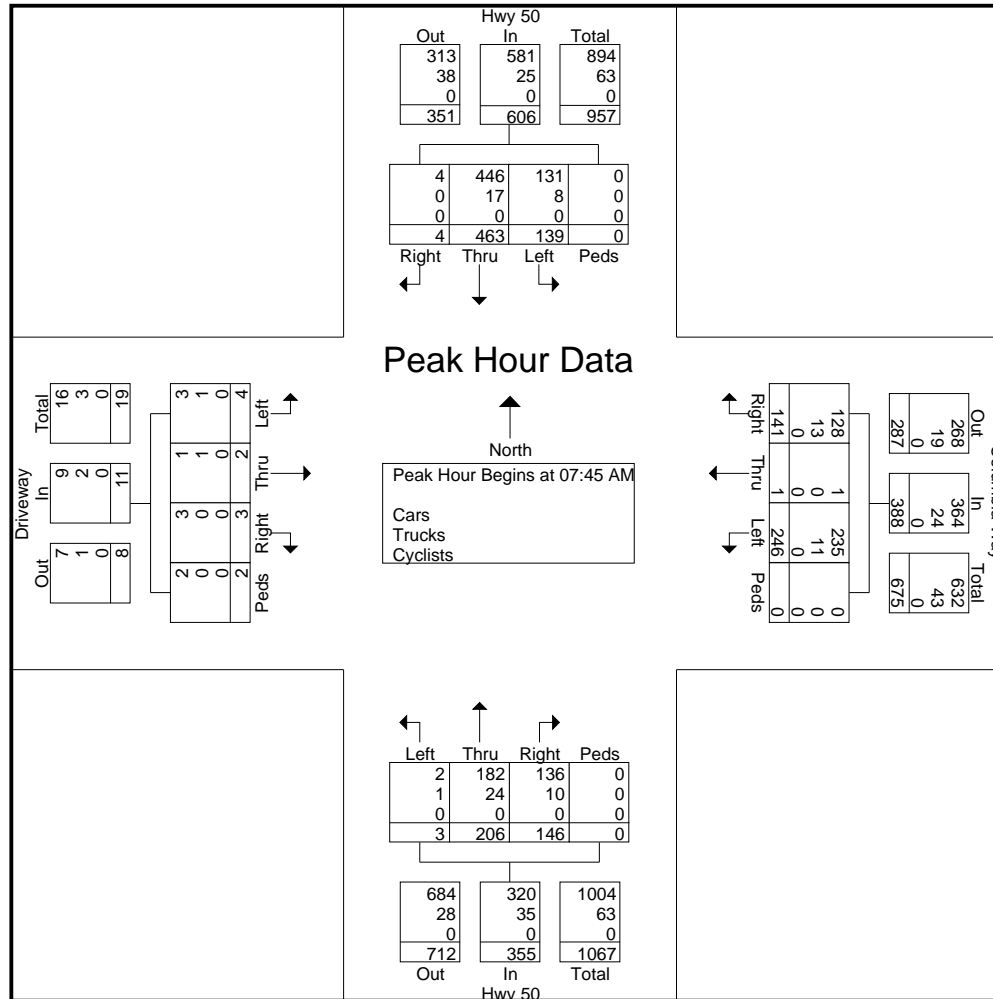 Hwy 50
Out In Total
313 581 894
38 25 63
0 0 0
351 606 957
4 446 131 0
0 17 8 0
0 0 0 0
4 463 139 0
Right Thru Left Peds
Peak Hour Data
North
Peak Hour Begins at 07:45 AM
Cars
Trucks
Cyclists
Driveway
Out In Total
7 9 16
1 2 3
0 0 0
8 11 19
2 3 1 3
0 0 1 1
0 0 0 0
2 3 2 4
Peds Right Thru Left
Out In Total
268 364 632
19 24 43
0 0 0
287 388 675
128 1 235 0
13 0 11 0
0 0 0 0
141 1 246 0
Right Thru Left Peds
Left Thru Right Peds
2 182 136 0
1 24 10 0
0 0 0 0
3 206 146 0
684 320 1004
28 35 63
0 0 0
712 355 1067
Out In Total
Hwy 50